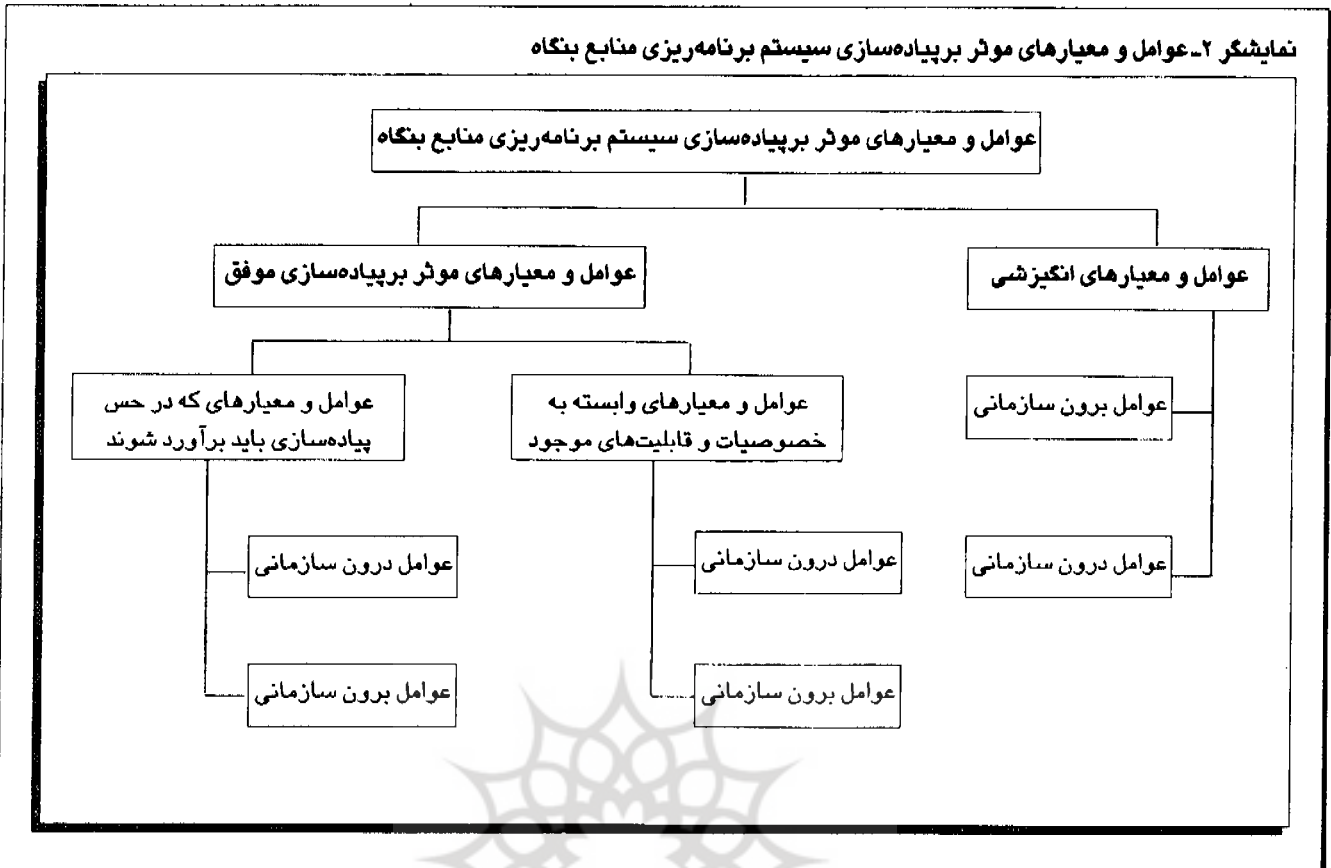 نمایشگر ۲ـ عوامل و معیارهای موثر برپیاده‌سازی سیستم برنامه‌ریزی منابع بنگاه
عوامل و معیارهای موثر برپیاده‌سازی سیستم برنامه‌ریزی منابع بنگاه
عوامل و معیارهای انگیزشی
عوامل و معیارهای موثر برپیاده‌سازی موفق
عوامل برون سازمانی
عوامل درون سازمانی
عوامل و معیارهای وابسته به
خصوصیات و قابلیت‌های موجود
عوامل درون سازمانی
عوامل برون سازمانی
عوامل و معیارهای که در حس
پیاده‌سازی باید برآورد شوند
عوامل درون سازمانی
عوامل برون سازمانی